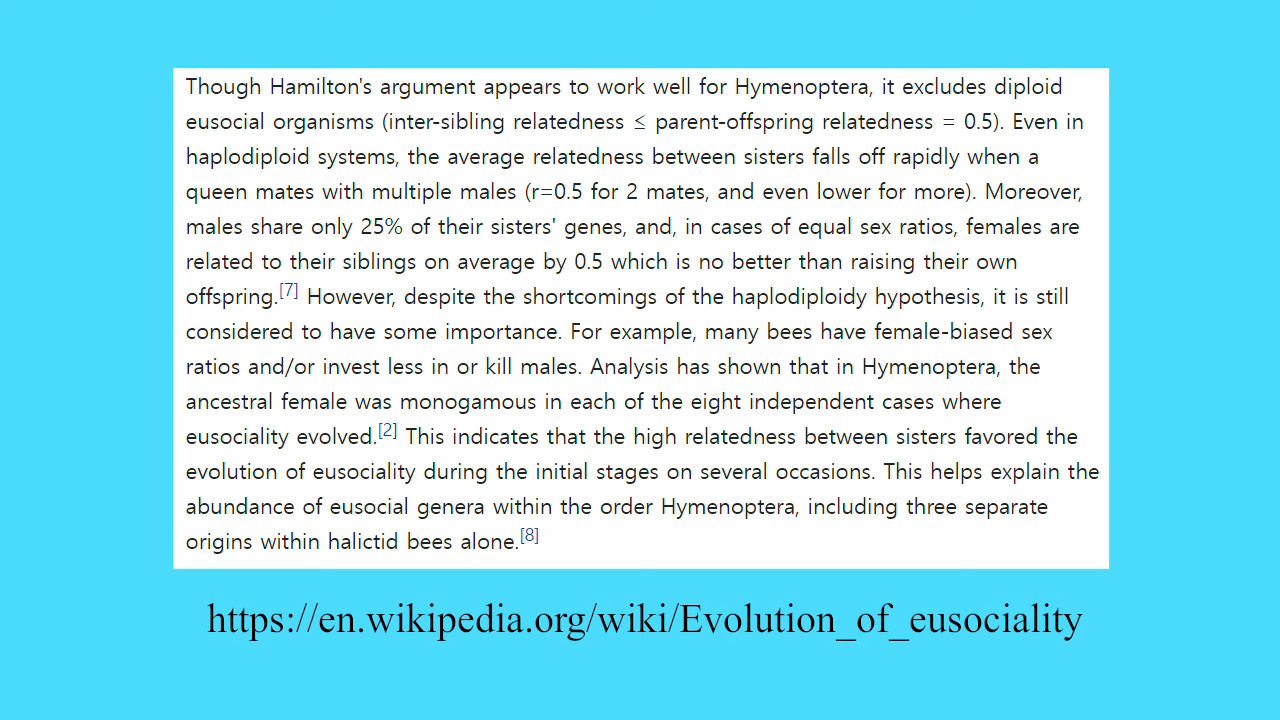 Though Hamilton's argument appears to work well for Hymenoptera, it excludes diploid
eusocial organisms (inter-sibling relatedness ≤ parent-offspring relatedness = 0.5). Even in
haplodiploid systems, the average relatedness between sisters falls off rapidly when a
queen mates with multiple males (r=0.5 for 2 mates, and even lower for more). Moreover,
males share only 25% of their sisters' genes, and, in cases of equal sex ratios, females are
related to their siblings on average by 0.5 which is no better than raising their own
offspring.[7] However, despite the shortcomings of the haplodiploidy hypothesis, it is still
considered to have some importance. For example, many bees have female-biased sex
ratios and/or invest less in or kill males. Analysis has shown that in Hymenoptera, the
ancestral female was monogamous in each of the eight independent cases where
eusociality evolved.[2] This indicates that the high relatedness between sisters favored the
evolution of eusociality during the initial stages on several occasions. This helps explain the
abundance of eusocial genera within the order Hymenoptera, including three separate
origins within halictid bees alone.[8]
https://en.wikipedia.org/wiki/Evolution_of_eusociality